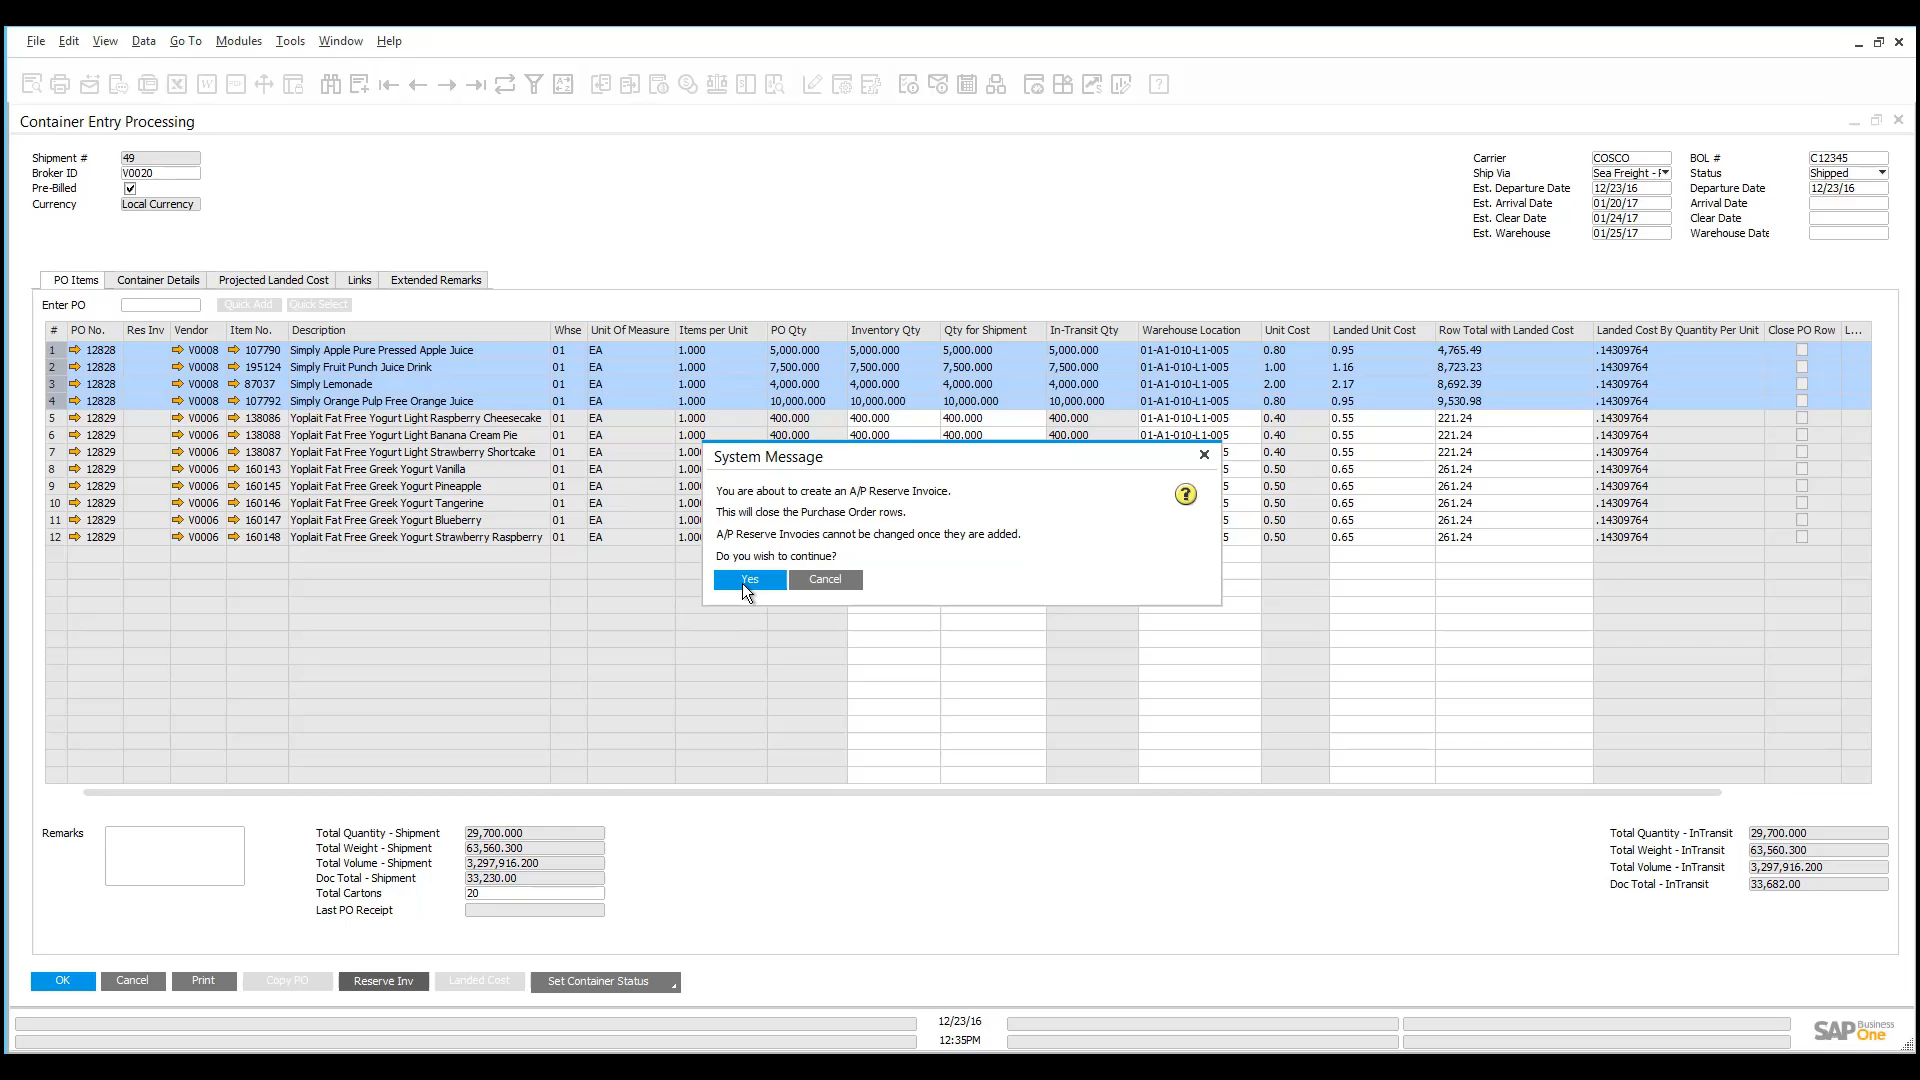 File Edit View Data Go To Modules Tools Window Help
Container Entry Processing
Shipment # 49
Broker ID V0020
Pre-Billed
Currency Local Currency
Carrier COSCO BOL # C12345
Ship Via Sea Freight - F Status Shipped
Est. Departure Date 12/23/16 Departure Date 12/23/16
Est. Arrival Date 01/20/17 Arrival Date
Est. Clear Date 01/24/17 Clear Date
Est. Warehouse 01/25/17 Warehouse Date
PO Items Container Details Projected Landed Cost Links Extended Remarks
Enter PO Quick Add Quick Select
# PO No. Res Inv Vendor Item No. Description Whse Unit Of Measure Items per Unit PO Qty Inventory Qty Qty for Shipment In-Transit Qty Warehouse Location Unit Cost Landed Unit Cost Row Total with Landed Cost Landed Cost By Quantity Per Unit Close PO Row L...
1 12828 V0008 107790 Simply Apple Pure Pressed Apple Juice 01 EA 1.000 5,000.000 5,000.000 5,000.000 5,000.000 01-A1-010-L1-005 0.80 0.95 4,765.49 .14309764
2 12828 V0008 195124 Simply Fruit Punch Juice Drink 01 EA 1.000 7,500.000 7,500.000 7,500.000 7,500.000 01-A1-010-L1-005 1.00 1.16 8,723.23 .14309764
3 12828 V0008 87037 Simply Lemonade 01 EA 1.000 4,000.000 4,000.000 4,000.000 4,000.000 01-A1-010-L1-005 2.00 2.17 8,692.39 .14309764
4 12828 V0008 107792 Simply Orange Pulp Free Orange Juice 01 EA 1.000 10,000.000 10,000.000 10,000.000 10,000.000 01-A1-010-L1-005 0.80 0.95 9,530.98 .14309764
5 12829 V0006 138086 Yoplait Fat Free Yogurt Light Raspberry Cheesecake 01 EA 1.000 400.000 400.000 400.000 400.000 01-A1-010-L1-005 0.40 0.55 221.24 .14309764
6 12829 V0006 138088 Yoplait Fat Free Yogurt Light Banana Cream Pie 01 EA 1.000 400.000 400.000 400.000 400.000 01-A1-010-L1-005 0.40 0.55 221.24 .14309764
7 12829 V0006 138087 Yoplait Fat Free Yogurt Light Strawberry Shortcake 01 EA 1.00 5 0.40 0.55 221.24 .14309764
8 12829 V0006 160143 Yoplait Fat Free Greek Yogurt Vanilla 01 EA 1.00 5 0.50 0.65 261.24 .14309764
9 12829 V0006 160145 Yoplait Fat Free Greek Yogurt Pineapple 01 EA 1.00 5 0.50 0.65 261.24 .14309764
10 12829 V0006 160146 Yoplait Fat Free Greek Yogurt Tangerine 01 EA 1.00 5 0.50 0.65 261.24 .14309764
11 12829 V0006 160147 Yoplait Fat Free Greek Yogurt Blueberry 01 EA 1.00 5 0.50 0.65 261.24 .14309764
12 12829 V0006 160148 Yoplait Fat Free Greek Yogurt Strawberry Raspberry 01 EA 1.00 5 0.50 0.65 261.24 .14309764
System Message
You are about to create an A/P Reserve Invoice.
This will close the Purchase Order rows.
A/P Reserve Invocies cannot be changed once they are added.
Do you wish to continue?
Yes Cancel
Remarks
Total Quantity - Shipment 29,700.000
Total Weight - Shipment 63,560.300
Total Volume - Shipment 3,297,916.200
Doc Total - Shipment 33,230.00
Total Cartons 20
Last PO Receipt
Total Quantity - InTransit 29,700.000
Total Weight - InTransit 63,560.300
Total Volume - InTransit 3,297,916.200
Doc Total - InTransit 33,682.00
OK Cancel Print Copy PO Reserve Inv Landed Cost Set Container Status
12/23/16
12:35PM
SAP Business One